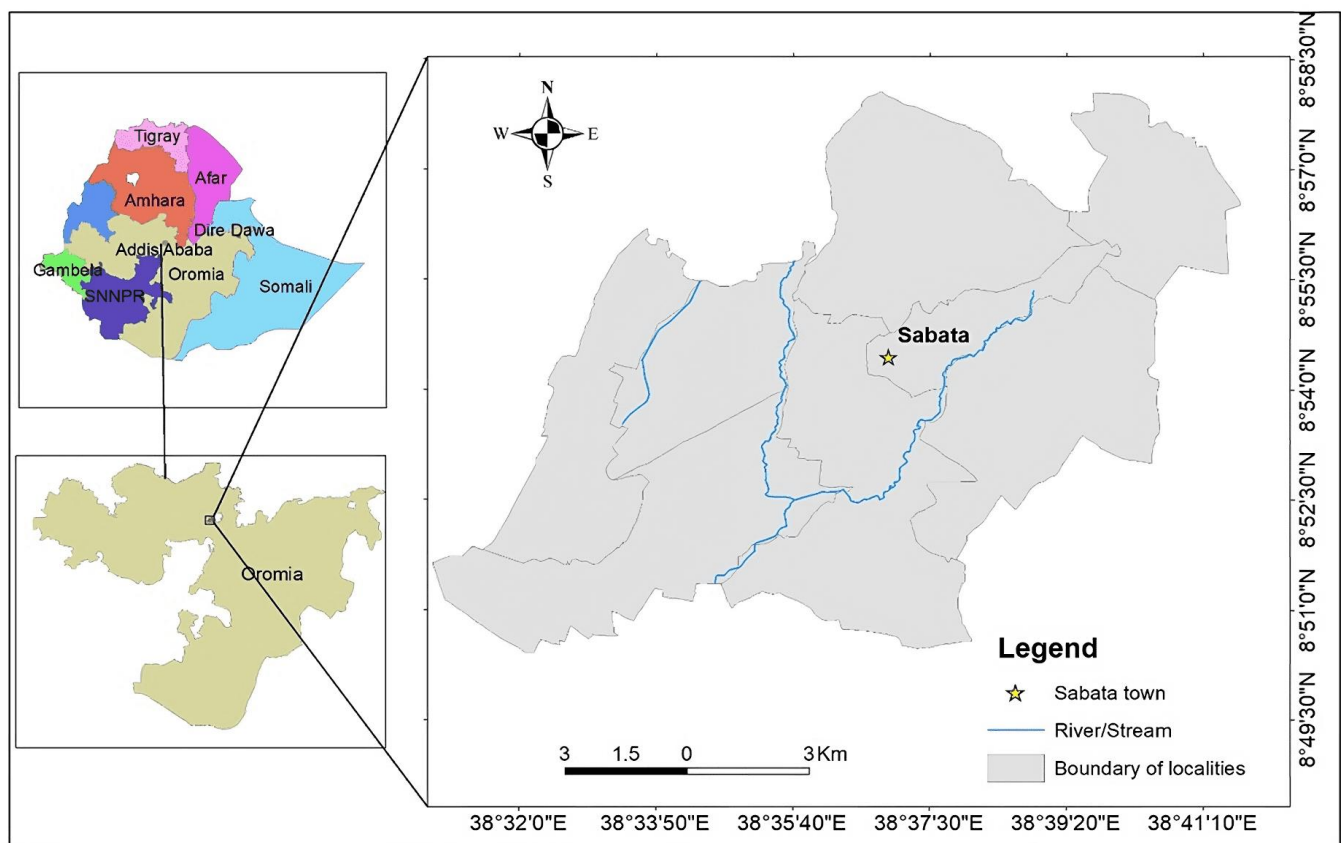 Tigray
Afar
Amhara
Dire Dawa
Addis Ababa
Gambela
Oromia
SNNPR
Somali
Oromia
N
W E
S
Sabata
Legend
Sabata town
River/Stream
Boundary of localities
3 1.5 0 3 Km
8°58'30"N
8°57'0"N
8°55'30"N
8°54'0"N
8°52'30"N
8°51'0"N
8°49'30"N
38°32'0"E 38°33'50"E 38°35'40"E 38°37'30"E 38°39'20"E 38°41'10"E